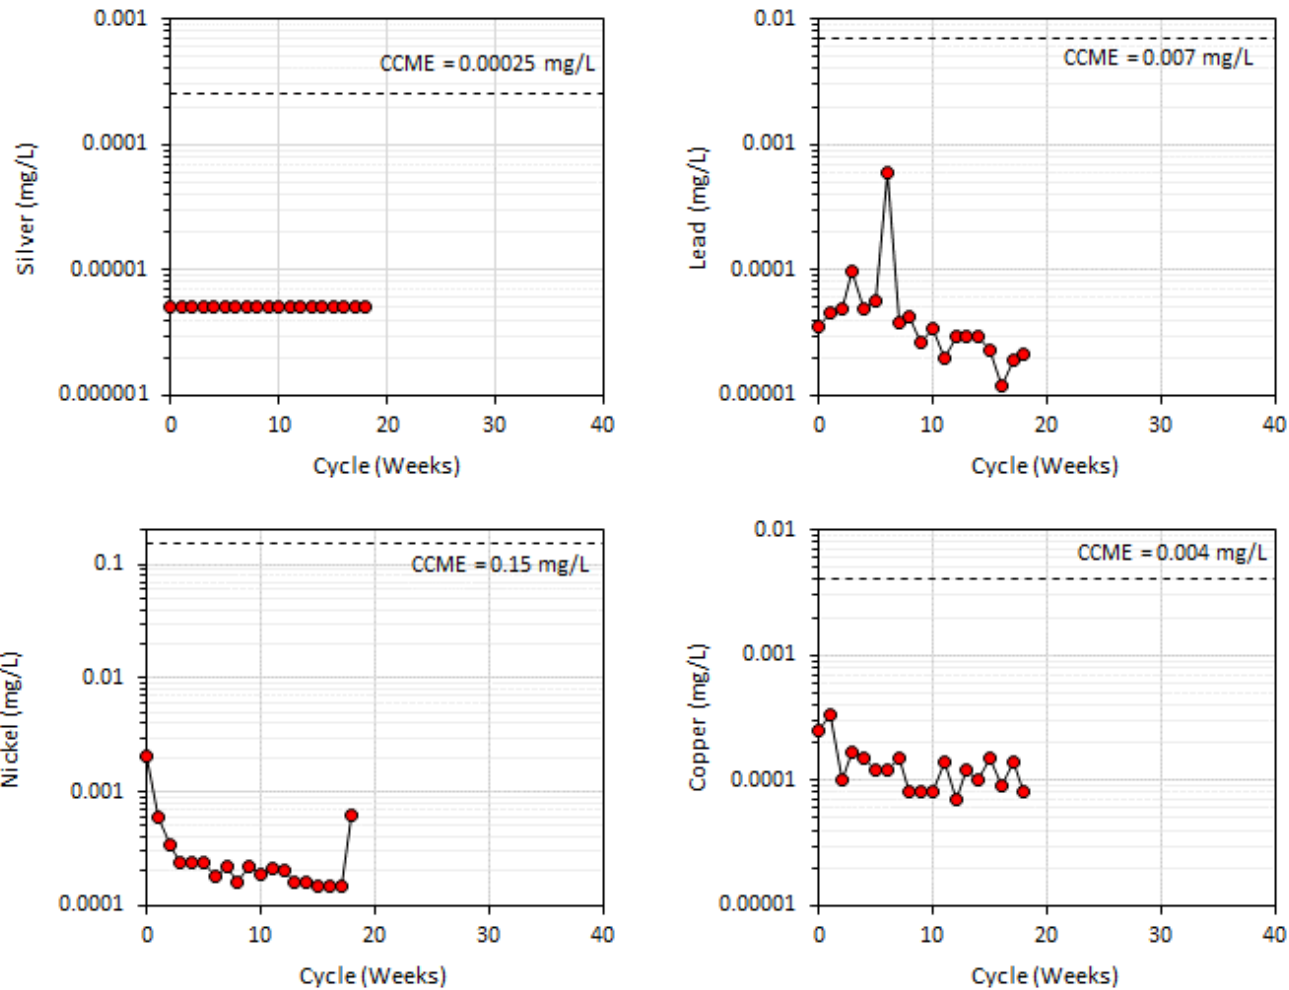 0.001
CCME = 0.00025 mg/L
0.0001
Silver (mg/L)
0.00001
0.000001
0 10 20 30 40
Cycle (Weeks)
0.01
CCME = 0.007 mg/L
0.001
Lead (mg/L)
0.0001
0.00001
0 10 20 30 40
Cycle (Weeks)
CCME = 0.15 mg/L
0.1
0.01
Nickel (mg/L)
0.001
0.0001
0 10 20 30 40
Cycle (Weeks)
0.01
CCME = 0.004 mg/L
0.001
Copper (mg/L)
0.0001
0.00001
0 10 20 30 40
Cycle (Weeks)